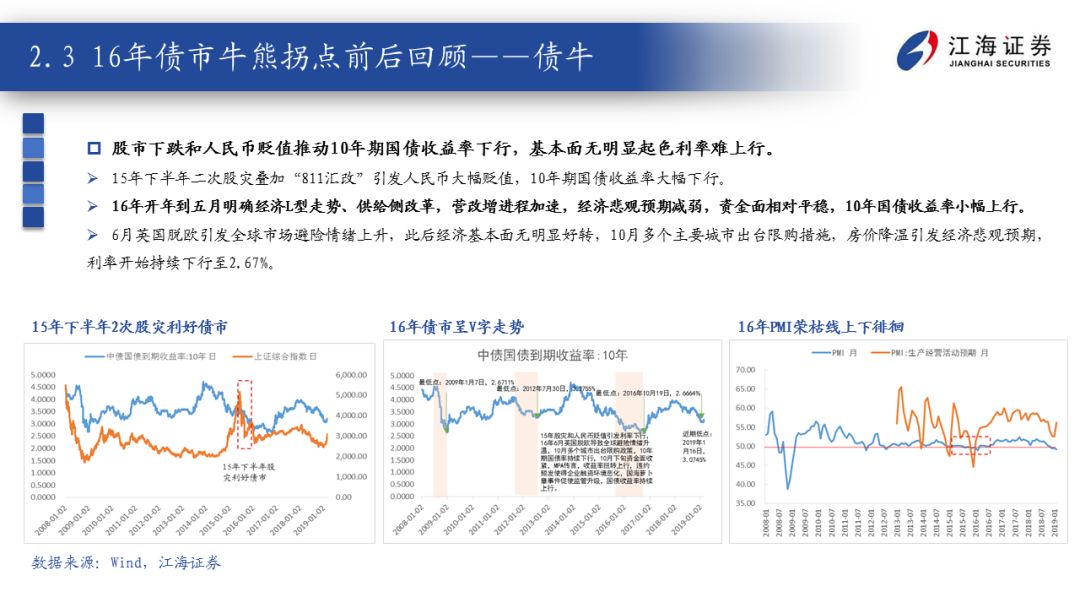 2.3 16年债市牛熊拐点前后回顾——债牛
江海证券
JIANGHAI SECURITIES
股市下跌和人民币贬值推动10年期国债收益率下行，基本面无明显起色利率难上行。
15年下半年二次股灾叠加“811汇改”引发人民币大幅贬值，10年期国债收益率大幅下行。
16年开年到五月明确经济L型走势、供给侧改革，营改增进程加速，经济悲观预期减弱，资金面相对平稳，10年国债收益率小幅上行。
6月英国脱欧引发全球市场避险情绪上升，此后经济基本面无明显好转，10月多个主要城市出台限购措施，房价降温引发经济悲观预期，
利率开始持续下行至2.67%。
15年下半年2次股灾利好债市
中债国债到期收益率:10年 日
上证综合指数 日
5.0000
4.5000
4.0000
3.5000
3.0000
2.5000
2.0000
1.5000
1.0000
0.5000
0.0000
6,000.00
5,000.00
4,000.00
3,000.00
2,000.00
1,000.00
0.00
15年下半年股
灾利好债市
2008-01-02
2009-01-02
2010-01-02
2011-01-02
2012-01-02
2013-01-02
2014-01-02
2015-01-02
2016-01-02
2017-01-02
2018-01-02
2019-01-02
16年债市呈V字走势
中债国债到期收益率:10年
5.0000
4.5000
4.0000
3.5000
3.0000
2.5000
2.0000
1.5000
1.0000
0.5000
0.0000
最低点：2009年1月7日，2.6711%
最低点：2012年7月30日，
最低点：2016年10月19日，2.6664%
15年股灾和人民币贬值引发利率下行，
16年6月英国脱欧导致全球避险情绪升
温，10月多个城市出台限购政策，10年
期国债率持续下行，10月下旬资金面收
紧，MPA传言，收益率扭转上行，违约
频发使得企业融资环境恶化，国海萝卜
章事件促使监管升级，国债收益率持续
上行。
近期低点：
2019年1
月16日，
3.0745%
2008-01-02
2009-01-02
2010-01-02
2011-01-02
2012-01-02
2013-01-02
2014-01-02
2015-01-02
2016-01-02
2017-01-02
2018-01-02
2019-01-02
16年PMI荣枯线上下徘徊
PMI 月
PMI:生产经营活动预期 月
70.00
65.00
60.00
55.00
50.00
45.00
40.00
35.00
2008-01
2008-07
2009-01
2009-07
2010-01
2010-07
2011-01
2011-07
2012-01
2012-07
2013-01
2013-07
2014-01
2014-07
2015-01
2015-07
2016-01
2016-07
2017-01
2017-07
2018-01
2018-07
2019-01
数据来源：Wind，江海证券